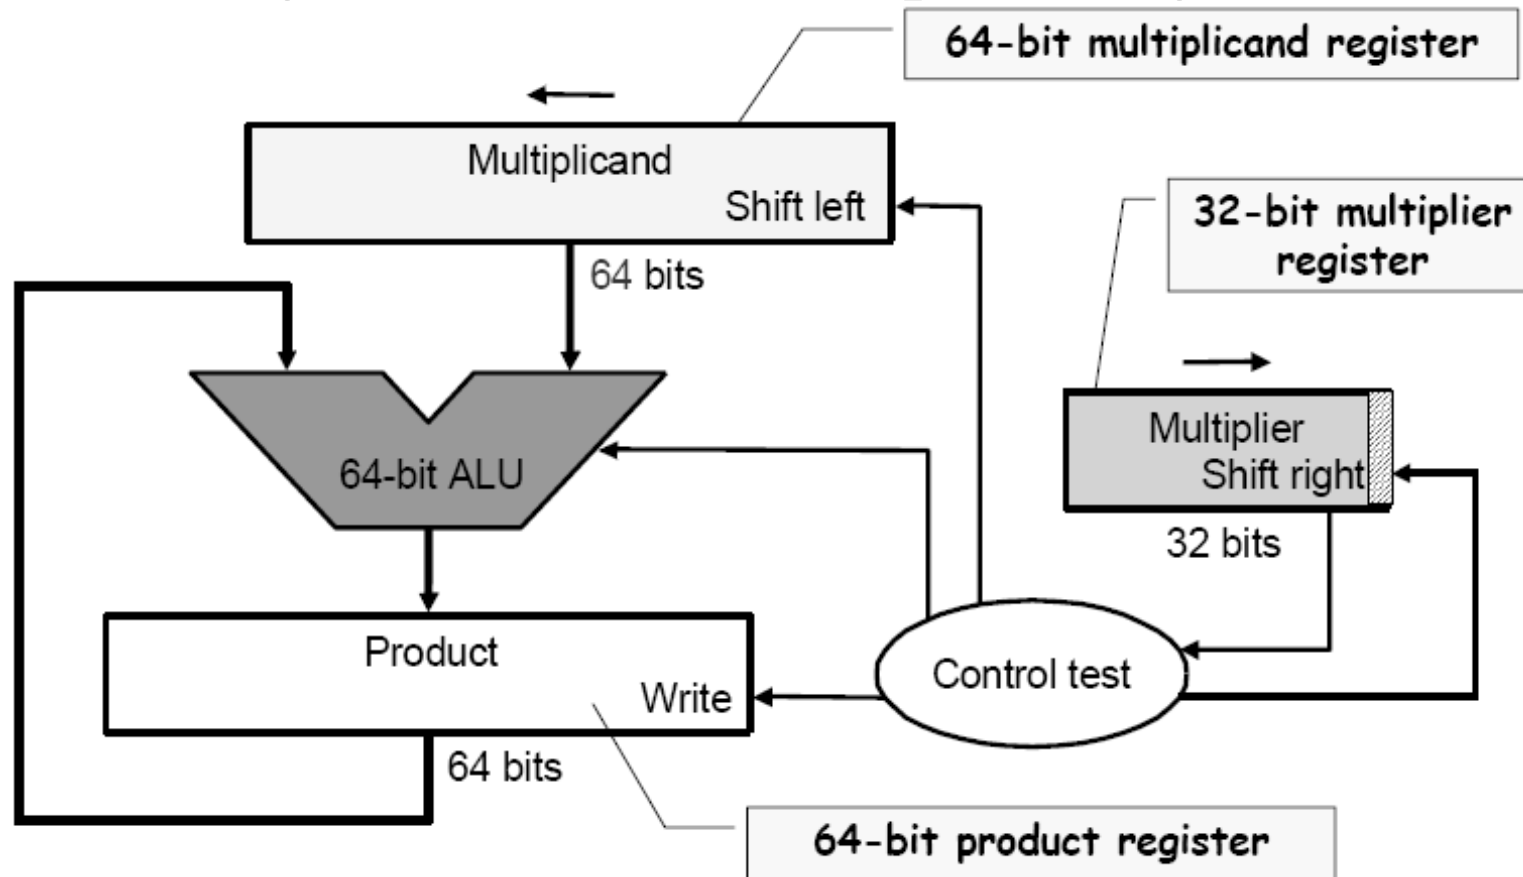 64-bit multiplicand register
Multiplicand
Shift left
32-bit multiplier
register
64 bits
Multiplier
Shift right
64-bit ALU
32 bits
Product
Control test
Write
64 bits
64-bit product register